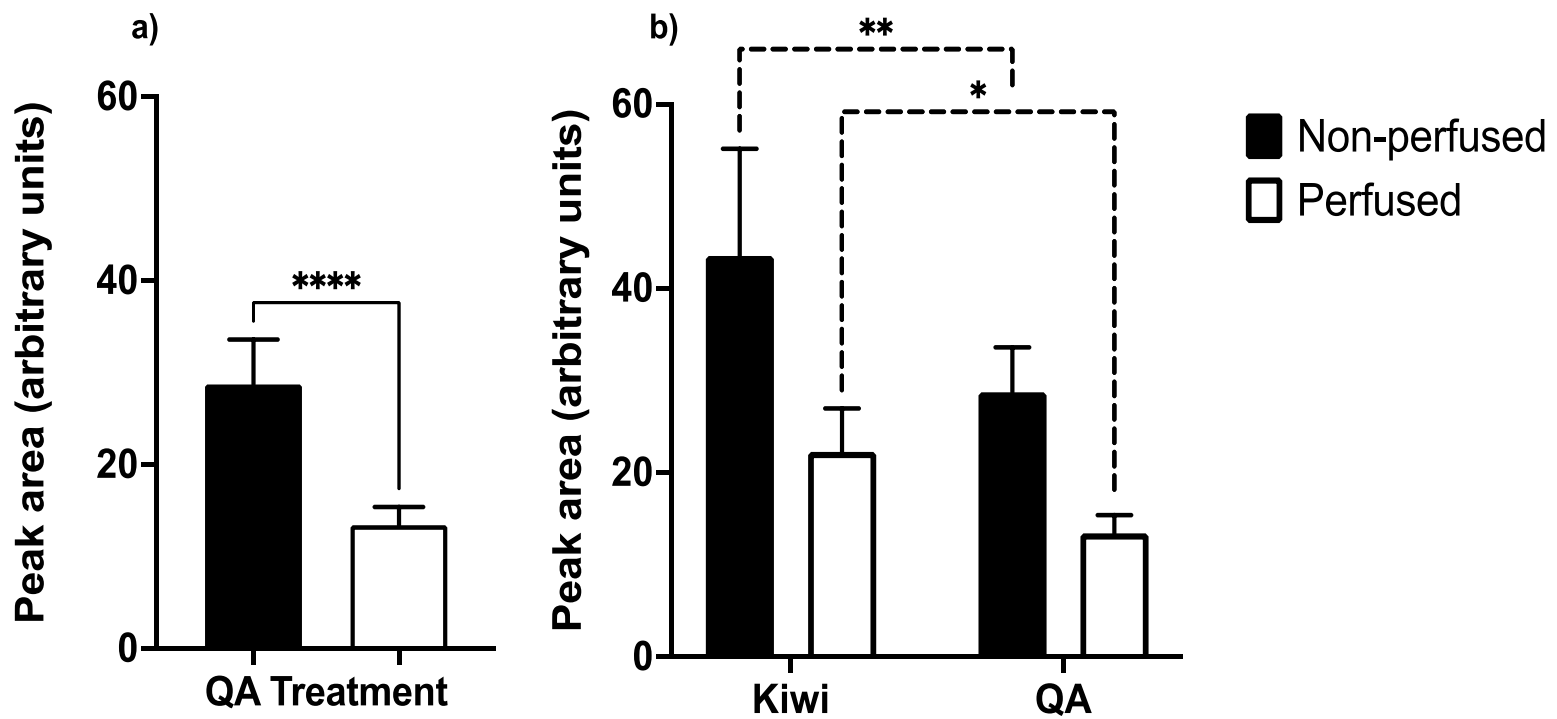 a)
Peak area (arbitrary units)
60
40
20
0
****
QA Treatment
b)
Peak area (arbitrary units)
60
40
20
0
**
*
Kiwi
QA
Non-perfused
Perfused